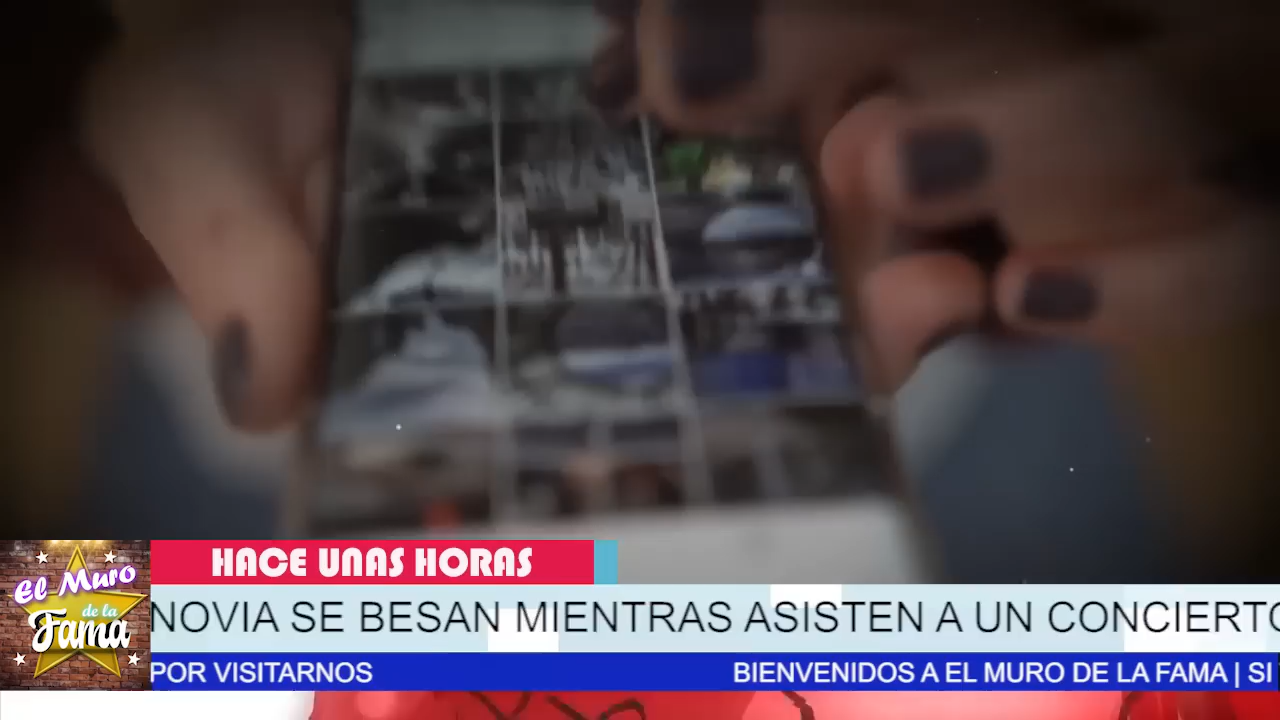 HACE UNAS HORAS
El Muro
de la
Fama
NOVIA SE BESAN MIENTRAS ASISTEN A UN CONCIERTO
POR VISITARNOS
BIENVENIDOS A EL MURO DE LA FAMA | SI